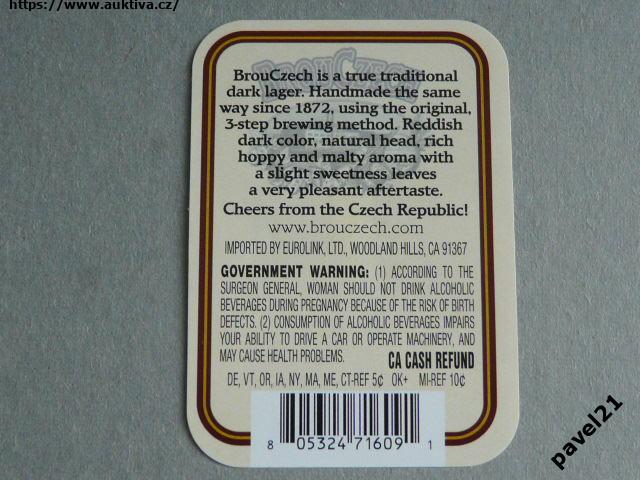 https://www.auktiva.cz/
BROUCZECH
BrouCzech is a true traditional
dark lager. Handmade the same
way since 1872, using the original,
3-step brewing method. Reddish
dark color, natural head, rich
hoppy and malty aroma with
a slight sweetness leaves
a very pleasant aftertaste.
Cheers from the Czech Republic!
www.brouczech.com
IMPORTED BY EUROLINK, LTD., WOODLAND HILLS, CA 91367
GOVERNMENT WARNING: (1) ACCORDING TO THE
SURGEON GENERAL, WOMAN SHOULD NOT DRINK ALCOHOLIC
BEVERAGES DURING PREGNANCY BECAUSE OF THE RISK OF BIRTH
DEFECTS. (2) CONSUMPTION OF ALCOHOLIC BEVERAGES IMPAIRS
YOUR ABILITY TO DRIVE A CAR OR OPERATE MACHINERY, AND
MAY CAUSE HEALTH PROBLEMS. CA CASH REFUND
DE, VT, OR, IA, NY, MA, ME, CT-REF 5¢ OK+ MI-REF 10¢
8 05324 71609 1
pavel21